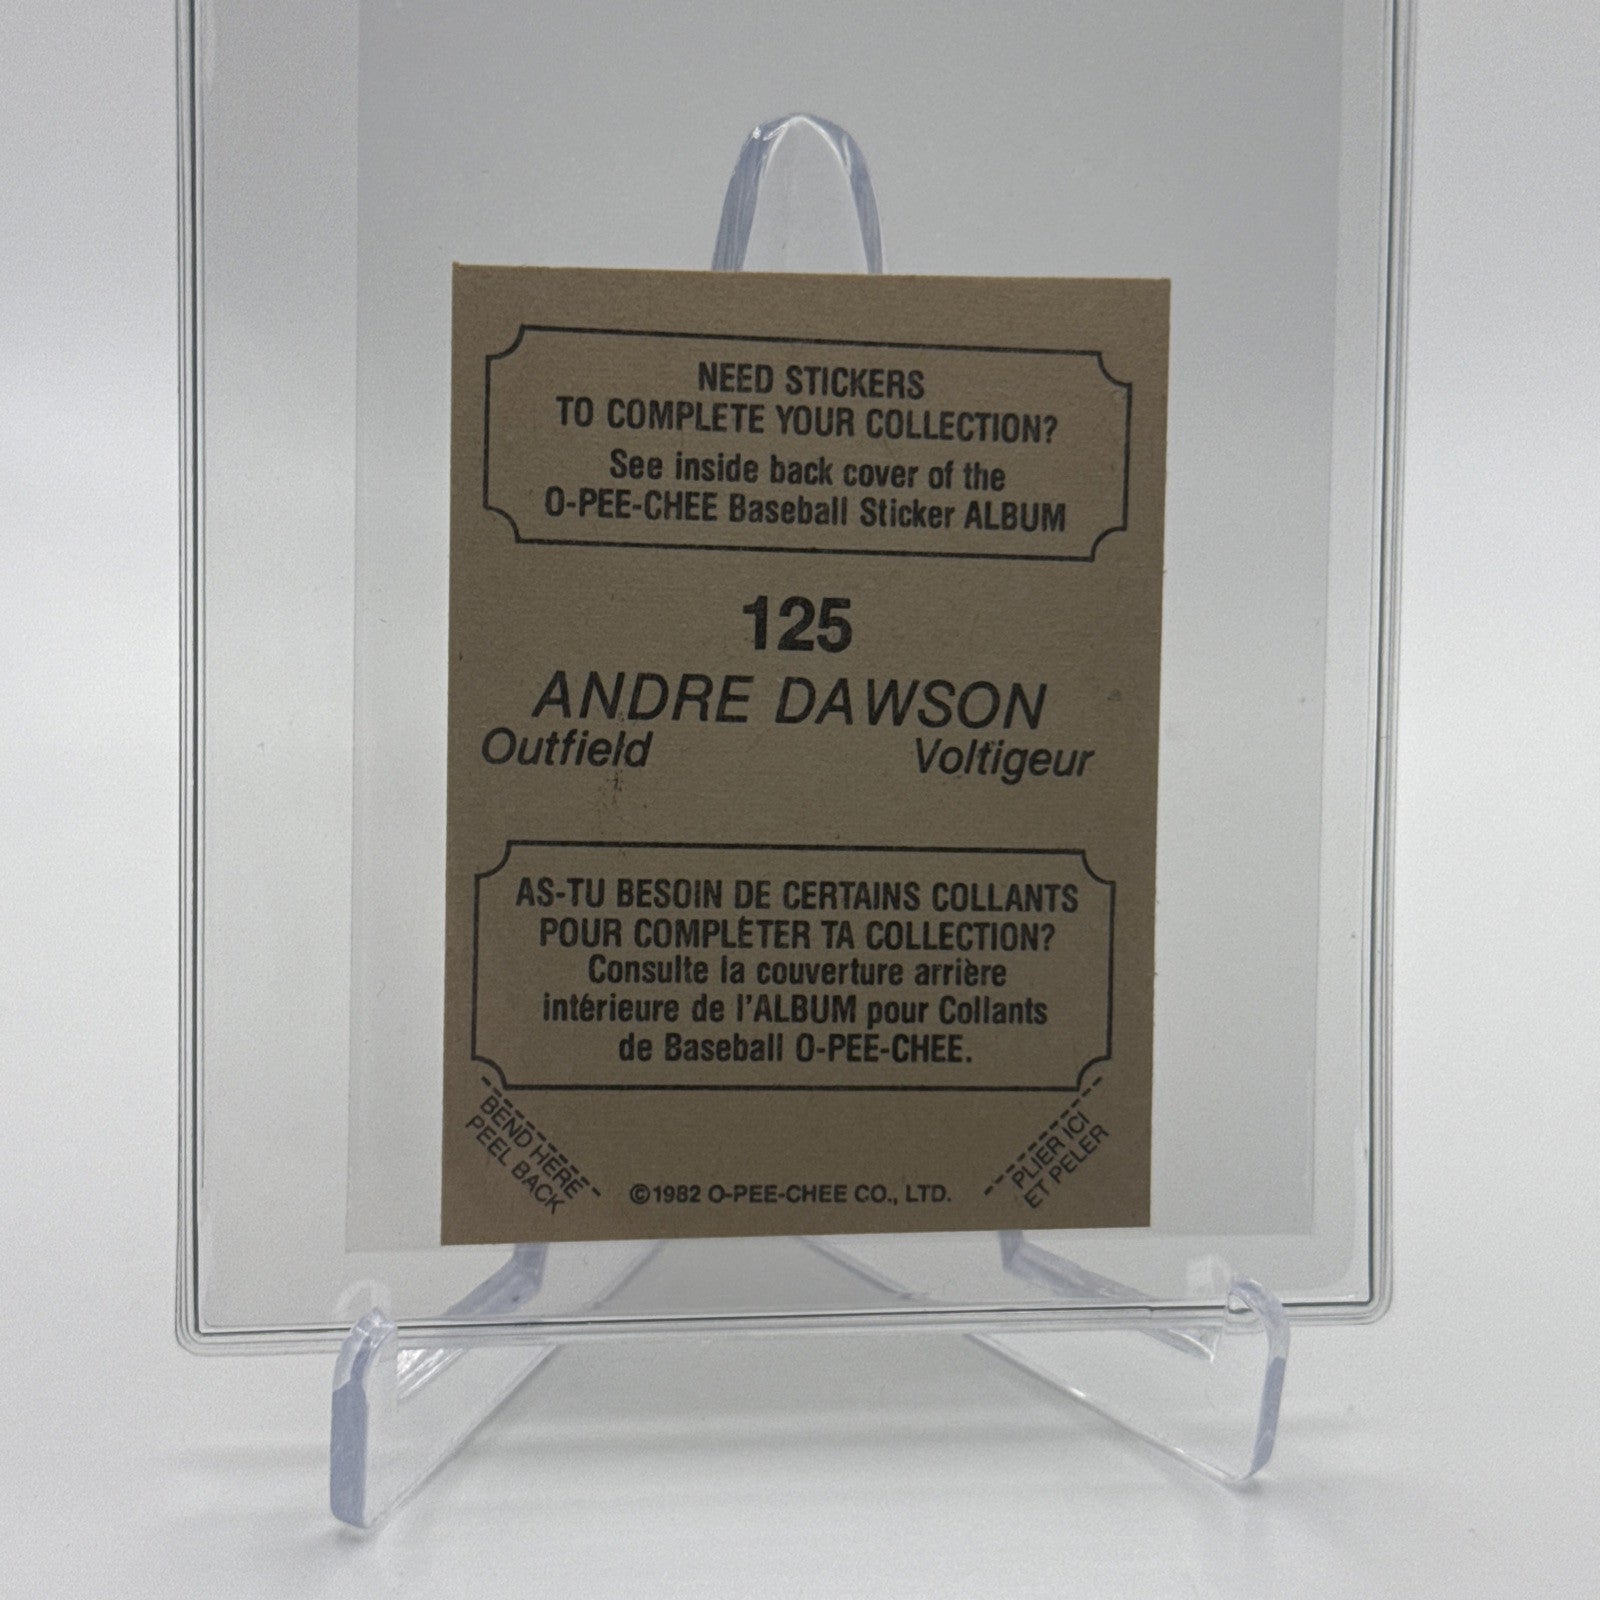 NEED STICKERS
TO COMPLETE YOUR COLLECTION?
See inside back cover of the
O-PEE-CHEE Baseball Sticker ALBUM
125
ANDRE DAWSON
Outfield Voltigeur
AS-TU BESOIN DE CERTAINS COLLANTS
POUR COMPLÉTER TA COLLECTION?
Consulte la couverture arrière
intérieure de l'ALBUM pour Collants
de Baseball O-PEE-CHEE.
BEND HERE
PEEL BACK
©1982 O-PEE-CHEE CO., LTD.
PLIER ICI
ET PELER